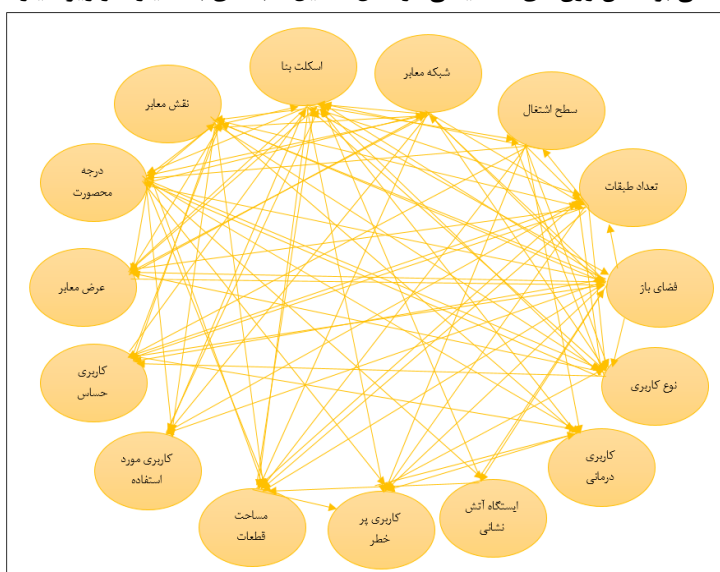 اسکلت بنا
شبکه معابر
سطح اشتغال
تعداد طبقات
فضای باز
نوع کاربری
کاربری
درمانی
ایستگاه آتش
نشانی
کاربری پر
خطر
مساحت
قطعات
کاربری مورد
استفاده
کاربری
حساس
عرض معابر
درجه
محصورت
نقش معابر